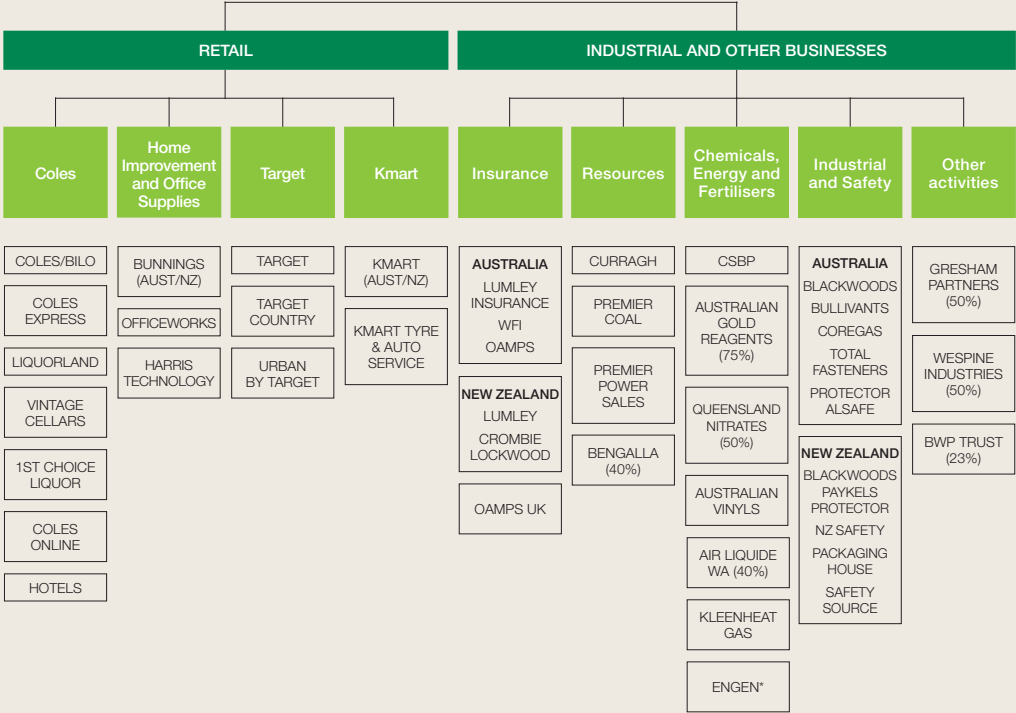 RETAIL
INDUSTRIAL AND OTHER BUSINESSES
Coles
Home
Improvement
and Office
Supplies
Target
Kmart
Insurance
Resources
Chemicals,
Energy and
Fertilisers
Industrial
and Safety
Other
activities
COLES/BILO
COLES
EXPRESS
LIQUORLAND
VINTAGE
CELLARS
1ST CHOICE
LIQUOR
COLES
ONLINE
HOTELS
BUNNINGS
(AUST/NZ)
OFFICEWORKS
HARRIS
TECHNOLOGY
TARGET
TARGET
COUNTRY
URBAN
BY TARGET
KMART
(AUST/NZ)
KMART TYRE
& AUTO
SERVICE
AUSTRALIA
LUMLEY
INSURANCE
WFI
OAMPS
NEW ZEALAND
LUMLEY
CROMBIE
LOCKWOOD
OAMPS UK
CURRAGH
PREMIER
COAL
PREMIER
POWER
SALES
BENGALLA
(40%)
CSBP
AUSTRALIAN
GOLD
REAGENTS
(75%)
QUEENSLAND
NITRATES
(50%)
AUSTRALIAN
VINYLS
AIR LIQUIDE
WA (40%)
KLEENHEAT
GAS
ENGEN*
AUSTRALIA
BLACKWOODS
BULLIVANTS
COREGAS
TOTAL
FASTENERS
PROTECTOR
ALSAFE
NEW ZEALAND
BLACKWOODS
PAYKELS
PROTECTOR
NZ SAFETY
PACKAGING
HOUSE
SAFETY
SOURCE
GRESHAM
PARTNERS
(50%)
WESPINE
INDUSTRIES
(50%)
BWP TRUST
(23%)